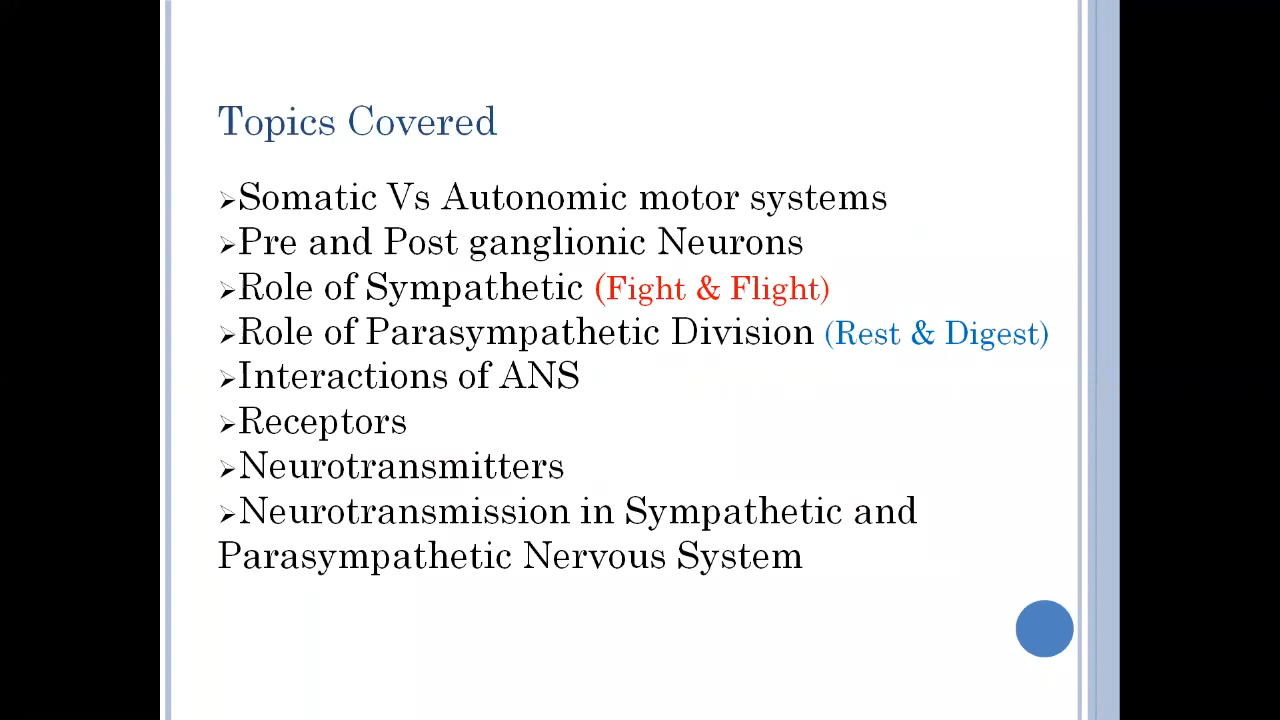 Topics Covered
➢Somatic Vs Autonomic motor systems
➢Pre and Post ganglionic Neurons
➢Role of Sympathetic (Fight & Flight)
➢Role of Parasympathetic Division (Rest & Digest)
➢Interactions of ANS
➢Receptors
➢Neurotransmitters
➢Neurotransmission in Sympathetic and
Parasympathetic Nervous System